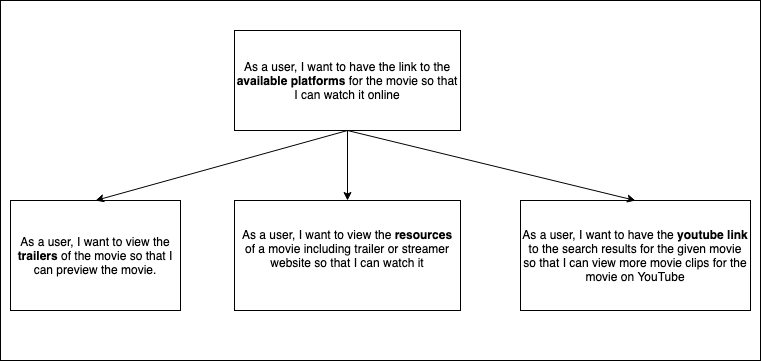 As a user, I want to have the link to the
available platforms for the movie so that
I can watch it online
As a user, I want to view the
trailers of the movie so that I
can preview the movie.
As a user, I want to view the resources
of a movie including trailer or streamer
website so that I can watch it
As a user, I want to have the youtube link
to the search results for the given movie
so that I can view more movie clips for the
movie on YouTube